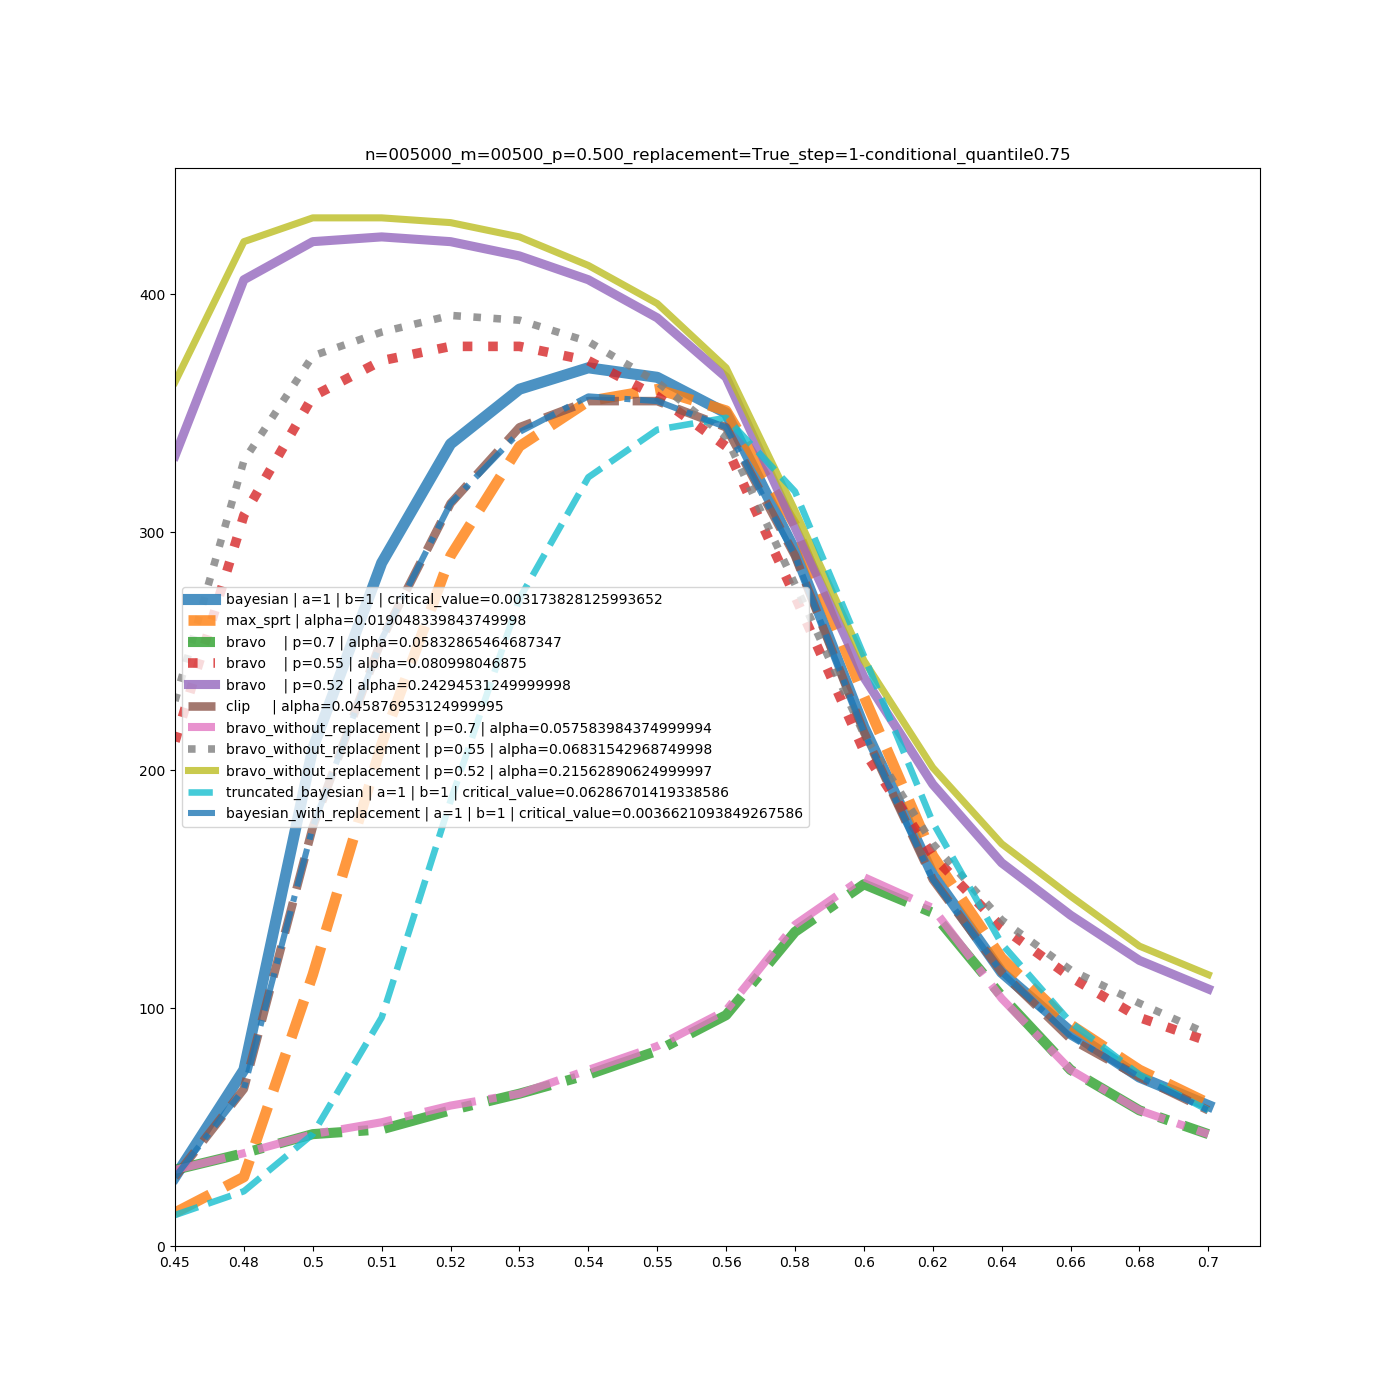 n=005000_m=00500_p=0.500_replacement=True_step=1-conditional_quantile0.75
400
300
200
100
0
bayesian | a=1 | b=1 | critical_value=0.003173828125993652
max_sprt | alpha=0.019048339843749998
bravo | p=0.7 | alpha=0.05832865464687347
bravo | p=0.55 | alpha=0.080998046875
bravo | p=0.52 | alpha=0.24294531249999998
clip | alpha=0.045876953124999995
bravo_without_replacement | p=0.7 | alpha=0.057583984374999994
bravo_without_replacement | p=0.55 | alpha=0.06831542968749998
bravo_without_replacement | p=0.52 | alpha=0.21562890624999997
truncated_bayesian | a=1 | b=1 | critical_value=0.06286701419338586
bayesian_with_replacement | a=1 | b=1 | critical_value=0.0036621093849267586
0.45 0.48 0.5 0.51 0.52 0.53 0.54 0.55 0.56 0.58 0.6 0.62 0.64 0.66 0.68 0.7